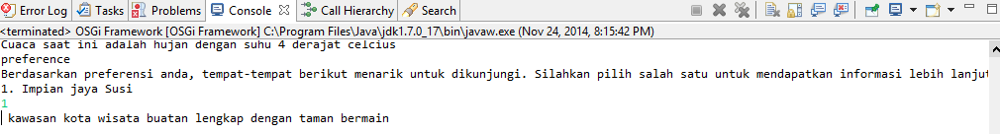 Error Log Tasks Problems Console Call Hierarchy Search
<terminated> OSGi Framework [OSGi Framework] C:\Program Files\Java\jdk1.7.0_17\bin\javaw.exe (Nov 24, 2014, 8:15:42 PM)
Cuaca saat ini adalah hujan dengan suhu 4 derajat celcius
preference
Berdasarkan preferensi anda, tempat-tempat berikut menarik untuk dikunjungi. Silahkan pilih salah satu untuk mendapatkan informasi lebih lanjut
1. Impian jaya Susi
1
kawasan kota wisata buatan lengkap dengan taman bermain